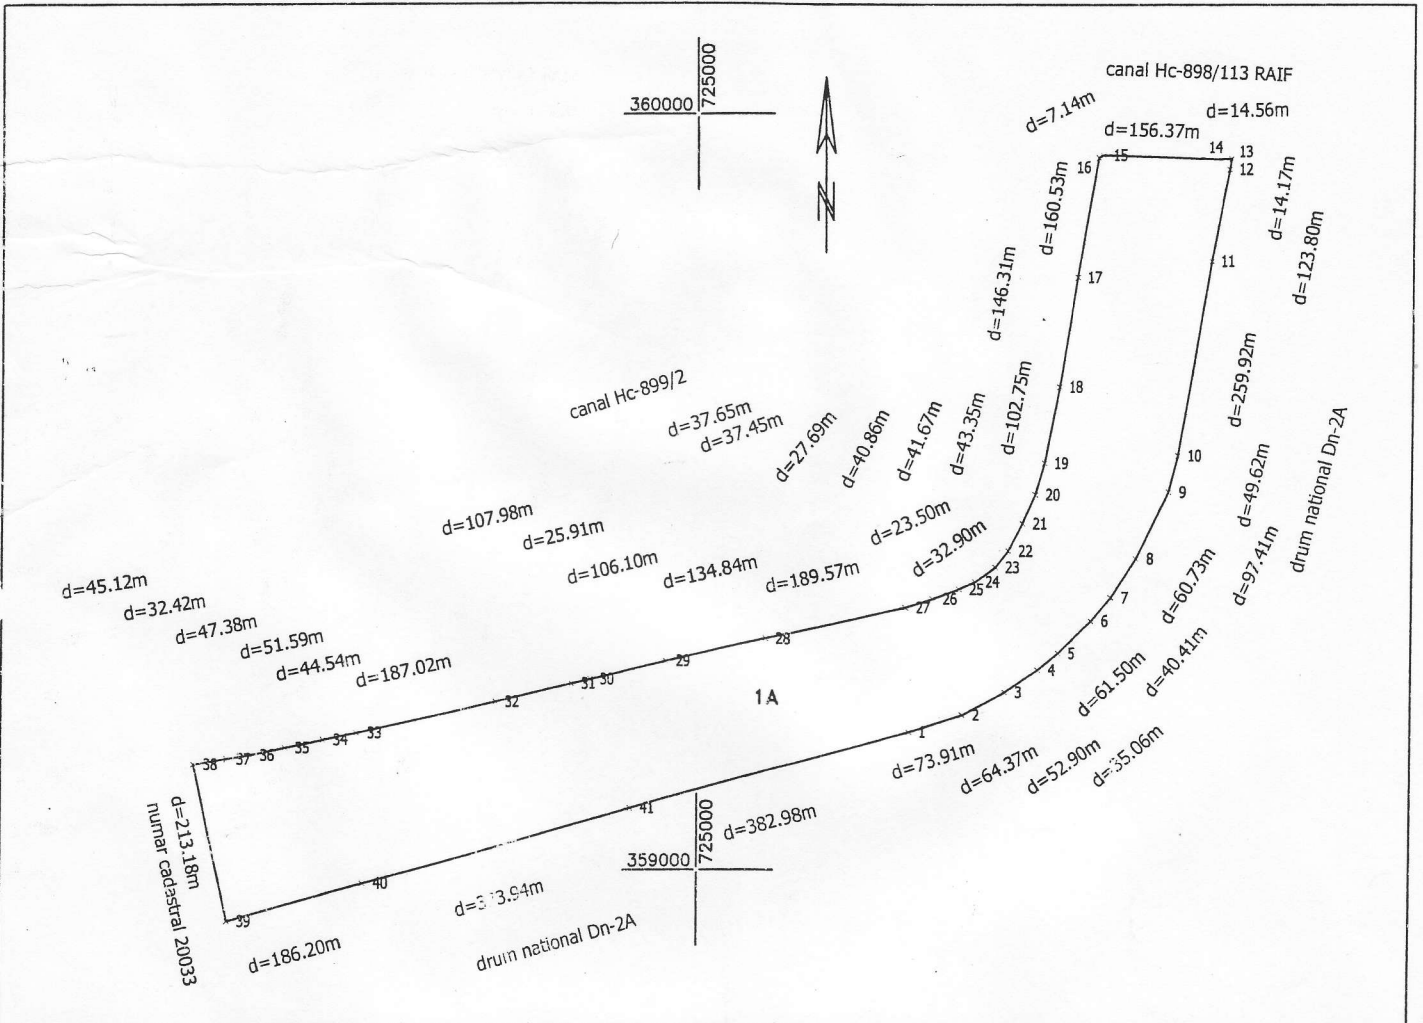 canal Hc-898/113 RAIF
d=7.14m
d=156.37m
d=14.56m
360000
725000
N
16
15
14
13
12
d=160.53m
d=14.17m
d=123.80m
11
17
d=146.31m
18
d=102.75m
d=259.92m
canal Hc-899/2
d=37.65m
d=37.45m
d=27.69m
d=40.86m
d=41.67m
d=43.35m
19
10
20
9
d=49.62m
drum national Dn-2A
d=107.98m
d=25.91m
d=106.10m
d=134.84m
d=189.57m
d=23.50m
d=32.90m
21
22
23
24
25
26
27
8
7
6
5
4
3
2
1
d=60.73m
d=97.41m
d=45.12m
d=32.42m
d=47.38m
d=51.59m
d=44.54m
d=187.02m
28
29
30
31
32
33
34
35
36
37
38
1A
d=61.50m
d=40.41m
d=73.91m
d=64.37m
d=52.90m
d=213.18m
numar cadastral 20033
41
359000
725000
d=382.98m
40
39
drum national Dn-2A
d=186.20m